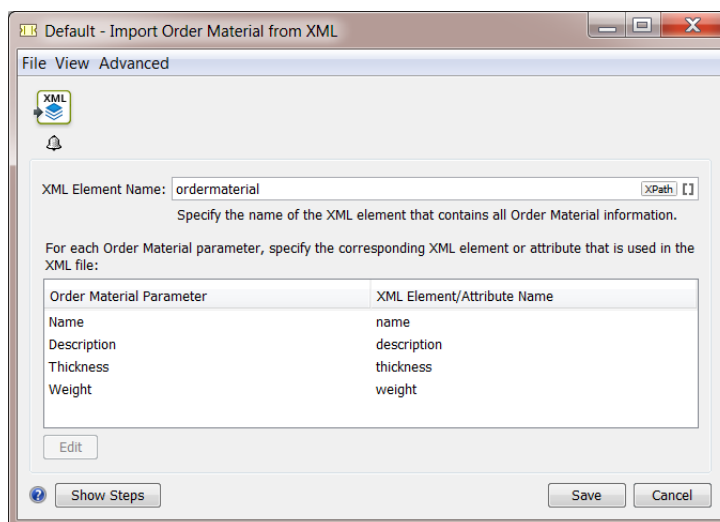 Default - Import Order Material from XML
File View Advanced
XML
XML Element Name: ordermaterial XPath []
Specify the name of the XML element that contains all Order Material information.
For each Order Material parameter, specify the corresponding XML element or attribute that is used in the
XML file:
Order Material Parameter XML Element/Attribute Name
Name name
Description description
Thickness thickness
Weight weight
Edit
? Show Steps Save Cancel